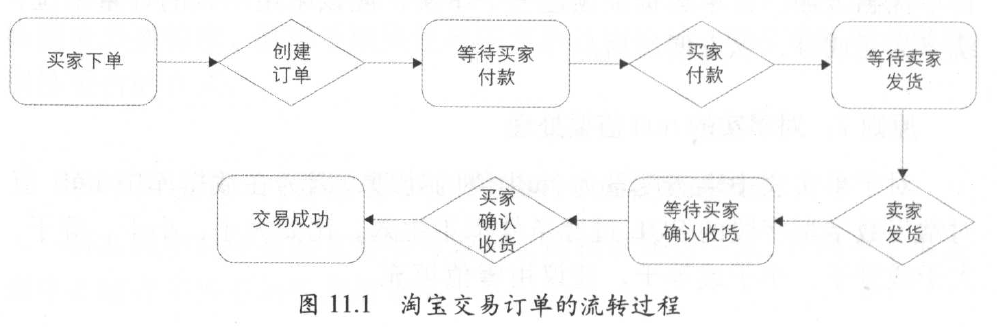 买家下单
创建
订单
等待买家
付款
买家
付款
等待卖家
发货
卖家
发货
等待买家
确认收货
买家
确认
收货
交易成功
图 11.1 淘宝交易订单的流转过程